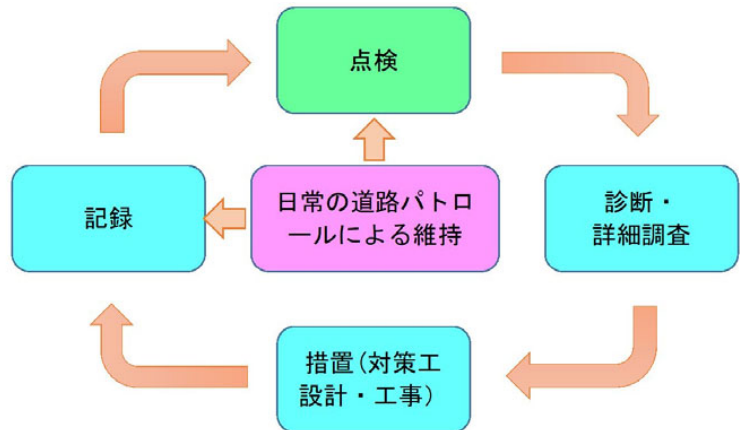 点検
記録
日常の道路パトロ
ールによる維持
診断・
詳細調査
措置(対策工
設計・工事)